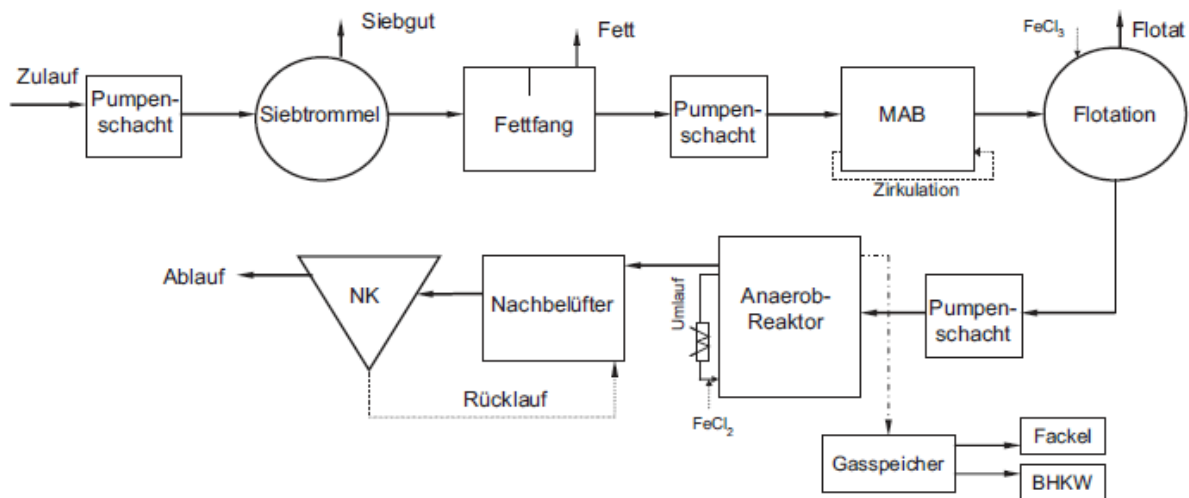 Siebgut
Fett
FeCl₃
Flotat
Zulauf
Pumpen-
schacht
Siebtrommel
Fettfang
Pumpen-
schacht
MAB
Flotation
Zirkulation
Ablauf
NK
Nachbelüfter
Umlauf
Anaerob-
Reaktor
Pumpen-
schacht
Rücklauf
FeCl₂
Gasspeicher
Fackel
BHKW